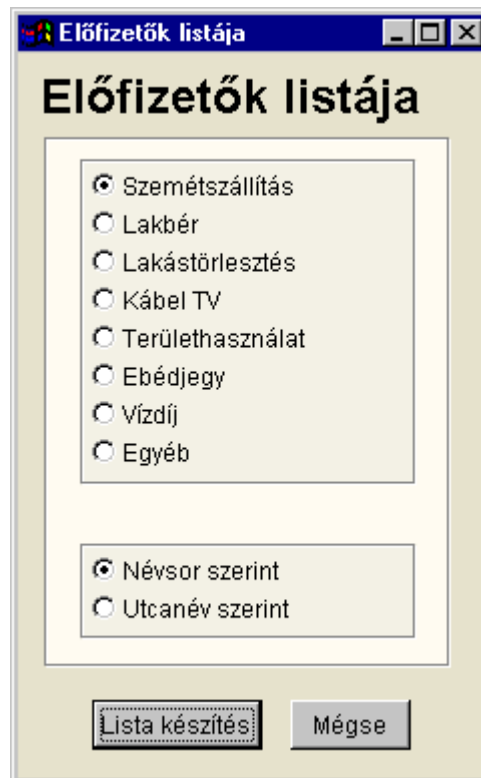 Előfizetők listája
Előfizetők listája
Szemétszállítás
Lakbér
Lakástörlesztés
Kábel TV
Területhasználat
Ebédjegy
Vízdíj
Egyéb
Névsor szerint
Utcanév szerint
Lista készítés
Mégse